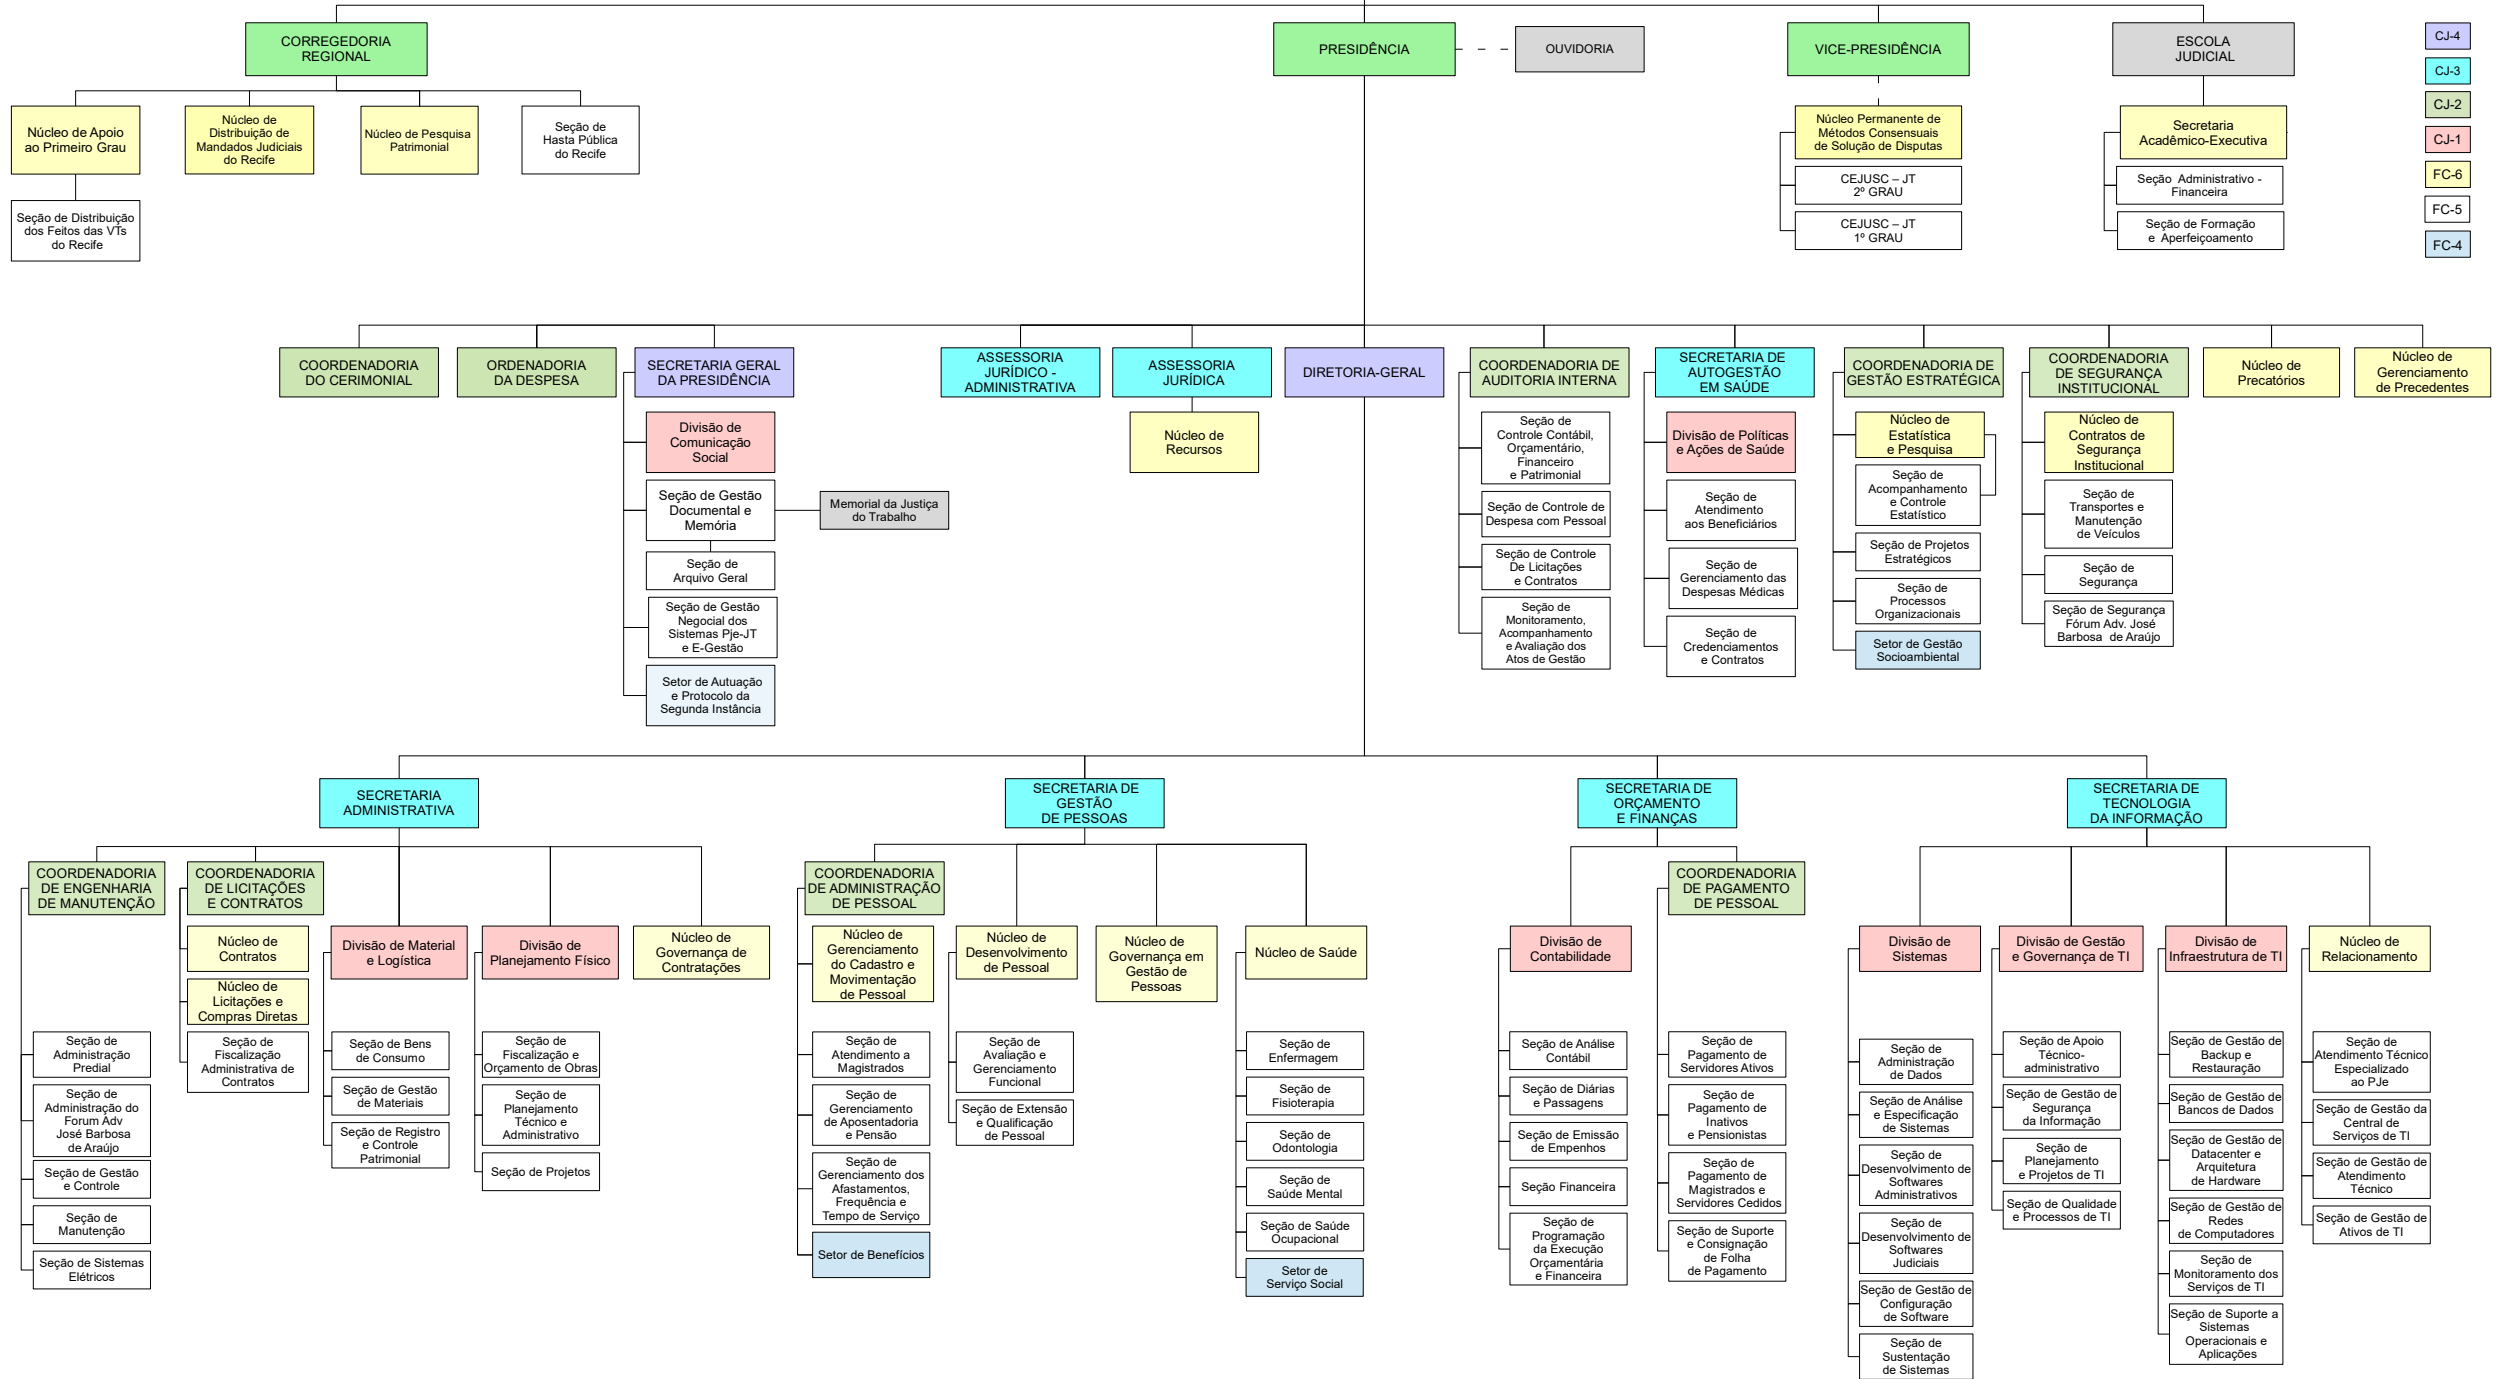 CORREGEDORIA
REGIONAL
PRESIDÊNCIA
OUVIDORIA
VICE-PRESIDÊNCIA
ESCOLA
JUDICIAL
CJ-4
CJ-3
CJ-2
CJ-1
FC-6
FC-5
FC-4
Núcleo de Apoio
ao Primeiro Grau
Núcleo de
Distribuição de
Mandados Judiciais
do Recife
Núcleo de Pesquisa
Patrimonial
Seção de
Hasta Pública
do Recife
Seção de Distribuição
dos Feitos das VTs
do Recife
Núcleo Permanente de
Métodos Consensuais
de Solução de Disputas
CEJUSC – JT
2º GRAU
CEJUSC – JT
1º GRAU
Secretaria
Acadêmico-Executiva
Seção Administrativo -
Financeira
Seção de Formação
e Aperfeiçoamento
COORDENADORIA
DO CERIMONIAL
ORDENADORIA
DA DESPESA
SECRETARIA GERAL
DA PRESIDÊNCIA
ASSESSORIA
JURÍDICO -
ADMINISTRATIVA
ASSESSORIA
JURÍDICA
DIRETORIA-GERAL
COORDENADORIA DE
AUDITORIA INTERNA
SECRETARIA DE
AUTOGESTÃO
EM SAÚDE
COORDENADORIA DE
GESTÃO ESTRATÉGICA
COORDENADORIA
DE SEGURANÇA
INSTITUCIONAL
Núcleo de
Precatórios
Núcleo de
Gerenciamento
de Precedentes
Divisão de
Comunicação
Social
Seção de Gestão
Documental e
Memória
Memorial da Justiça
do Trabalho
Seção de
Arquivo Geral
Seção de Gestão
Negocial dos
Sistemas Pje-JT
e E-Gestão
Setor de Autuação
e Protocolo da
Segunda Instância
Núcleo de
Recursos
Seção de
Controle Contábil,
Orçamentário,
Financeiro
e Patrimonial
Seção de Controle de
Despesa com Pessoal
Seção de Controle
De Licitações
e Contratos
Seção de
Monitoramento,
Acompanhamento
e Avaliação dos
Atos de Gestão
Divisão de Políticas
e Ações de Saúde
Seção de
Atendimento
aos Beneficiários
Seção de
Gerenciamento das
Despesas Médicas
Seção de
Credenciamentos
e Contratos
Núcleo de
Estatística
e Pesquisa
Seção de
Acompanhamento
e Controle
Estatístico
Seção de Projetos
Estratégicos
Seção de
Processos
Organizacionais
Setor de Gestão
Socioambiental
Núcleo de
Contratos de
Segurança
Institucional
Seção de
Transportes e
Manutenção
de Veículos
Seção de
Segurança
Seção de Segurança
Fórum Adv. José
Barbosa de Araújo
SECRETARIA
ADMINISTRATIVA
SECRETARIA DE
GESTÃO
DE PESSOAS
SECRETARIA DE
ORÇAMENTO
E FINANÇAS
SECRETARIA DE
TECNOLOGIA
DA INFORMAÇÃO
COORDENADORIA
DE ENGENHARIA
DE MANUTENÇÃO
Seção de
Administração
Predial
Seção de
Administração do
Forum Adv
José Barbosa
de Araújo
Seção de Gestão
e Controle
Seção de
Manutenção
Seção de Sistemas
Elétricos
COORDENADORIA
DE LICITAÇÕES
E CONTRATOS
Núcleo de
Contratos
Núcleo de
Licitações e
Compras Diretas
Seção de
Fiscalização
Administrativa de
Contratos
Divisão de Material
e Logística
Seção de Bens
de Consumo
Seção de Gestão
de Materiais
Seção de Registro
e Controle
Patrimonial
Divisão de
Planejamento Físico
Seção de
Fiscalização e
Orçamento de Obras
Seção de
Planejamento
Técnico e
Administrativo
Seção de Projetos
Núcleo de
Governança de
Contratações
COORDENADORIA
DE ADMINISTRAÇÃO
DE PESSOAL
Núcleo de
Gerenciamento
do Cadastro e
Movimentação
de Pessoal
Seção de
Atendimento a
Magistrados
Seção de
Gerenciamento
de Aposentadoria
e Pensão
Seção de
Gerenciamento dos
Afastamentos,
Frequência e
Tempo de Serviço
Setor de Benefícios
Núcleo de
Desenvolvimento
de Pessoal
Seção de
Avaliação e
Gerenciamento
Funcional
Seção de Extensão
e Qualificação
de Pessoal
Núcleo de
Governança em
Gestão de
Pessoas
Núcleo de Saúde
Seção de
Enfermagem
Seção de
Fisioterapia
Seção de
Odontologia
Seção de
Saúde Mental
Seção de Saúde
Ocupacional
Setor de
Serviço Social
Divisão de
Contabilidade
Seção de Análise
Contábil
Seção de Diárias
e Passagens
Seção de Emissão
de Empenhos
Seção Financeira
Seção de
Programação
da Execução
Orçamentária
e Financeira
COORDENADORIA
DE PAGAMENTO
DE PESSOAL
Seção de
Pagamento de
Servidores Ativos
Seção de
Pagamento de
Inativos
e Pensionistas
Seção de
Pagamento de
Magistrados e
Servidores Cedidos
Seção de Suporte
e Consignação
de Folha
de Pagamento
Divisão de
Sistemas
Seção de
Administração
de Dados
Seção de Análise
e Especificação
de Sistemas
Seção de
Desenvolvimento de
Softwares
Administrativos
Seção de
Desenvolvimento de
Softwares
Judiciais
Seção de Gestão de
Configuração
de Software
Seção de
Sustentação
de Sistemas
Divisão de Gestão
e Governança de TI
Seção de Apoio
Técnico-
administrativo
Seção de Gestão de
Segurança
da Informação
Seção de
Planejamento
e Projetos de TI
Seção de Qualidade
e Processos de TI
Divisão de
Infraestrutura de TI
Seção de Gestão de
Backup e
Restauração
Seção de Gestão de
Bancos de Dados
Seção de Gestão de
Datacenter e
Arquitetura
de Hardware
Seção de Gestão de
Redes
de Computadores
Seção de
Monitoramento dos
Serviços de TI
Seção de Suporte a
Sistemas
Operacionais e
Aplicações
Núcleo de
Relacionamento
Seção de
Atendimento Técnico
Especializado
ao PJe
Seção de Gestão da
Central de
Serviços de TI
Seção de Gestão de
Atendimento
Técnico
Seção de Gestão de
Ativos de TI